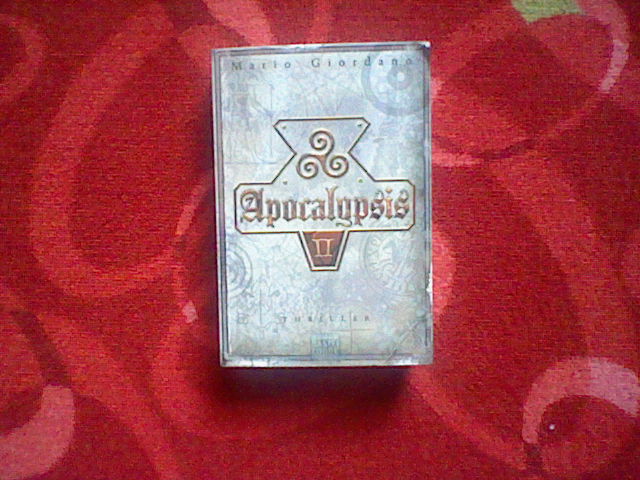 Mario Giordano
Apocalypsis
II
THRILLER